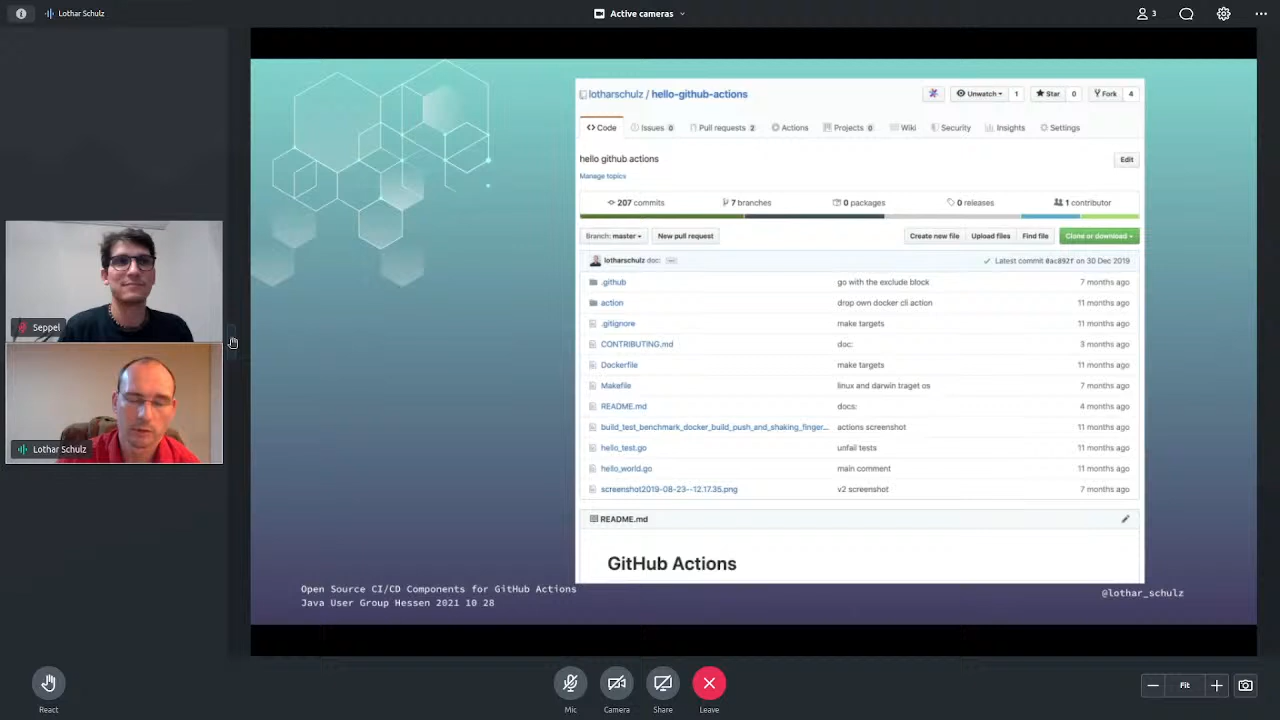 Lothar Schulz
Active cameras
3
lotharschulz / hello-github-actions
Unwatch 1 Star 0 Fork 4
Code Issues 0 Pull requests 2 Actions Projects 0 Wiki Security Insights Settings
hello github actions
Edit
Manage topics
207 commits 7 branches 0 packages 0 releases 1 contributor
Branch: master New pull request Create new file Upload files Find file Clone or download
lotharschulz doc: Latest commit 0ac892f on 30 Dec 2019
.github go with the exclude block 7 months ago
action drop own docker cli action 11 months ago
.gitignore make targets 11 months ago
CONTRIBUTING.md doc: 3 months ago
Dockerfile make targets 11 months ago
Makefile linux and darwin traget os 7 months ago
README.md docs: 4 months ago
build_test_benchmark_docker_build_push_and_shaking_finger... actions screenshot 11 months ago
hello_test.go unfail tests 11 months ago
hello_world.go main comment 11 months ago
screenshot2019-08-23--12.17.35.png v2 screenshot 7 months ago
README.md
GitHub Actions
Open Source CI/CD Components for GitHub Actions
Java User Group Hessen 2021 10 28
@lothar_schulz
Seppel
Lothar Schulz
React
Mic
Camera
Share
Leave
Fit